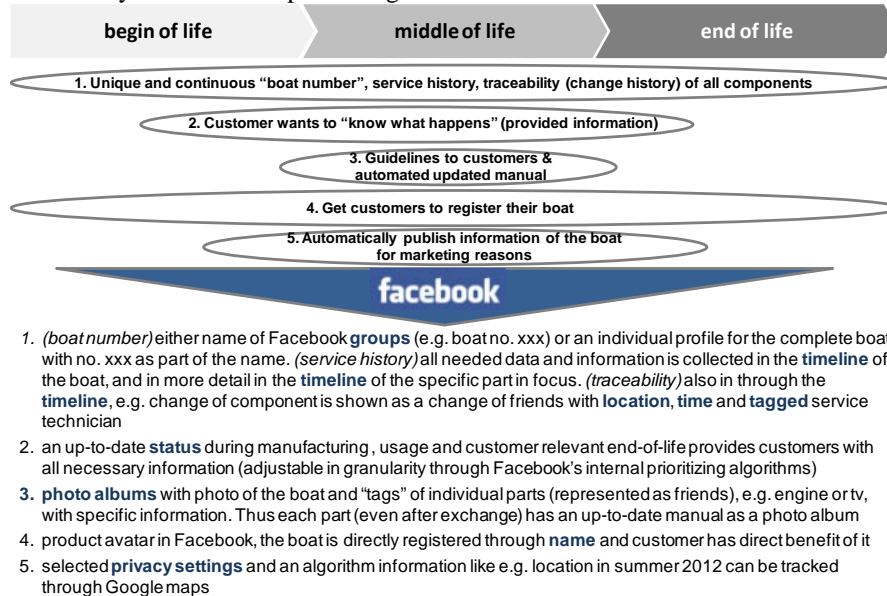 begin of life
middle of life
end of life
1. Unique and continuous “boat number”, service history, traceability (change history) of all components
2. Customer wants to “know what happens” (provided information)
3. Guidelines to customers &
automated updated manual
4. Get customers to register their boat
5. Automatically publish information of the boat
for marketing reasons
facebook
1. (boat number) either name of Facebook groups (e.g. boat no. xxx) or an individual profile for the complete boat
with no. xxx as part of the name. (service history) all needed data and information is collected in the timeline of
the boat, and in more detail in the timeline of the specific part in focus. (traceability) also in through the
timeline, e.g. change of component is shown as a change of friends with location, time and tagged service
technician
2. an up-to-date status during manufacturing, usage and customer relevant end-of-life provides customers with
all necessary information (adjustable in granularity through Facebook’s internal prioritizing algorithms)
3. photo albums with photo of the boat and “tags” of individual parts (represented as friends), e.g. engine or tv,
with specific information. Thus each part (even after exchange) has an up-to-date manual as a photo album
4. product avatar in Facebook, the boat is directly registered through name and customer has direct benefit of it
5. selected privacy settings and an algorithm information like e.g. location in summer 2012 can be tracked
through Google maps